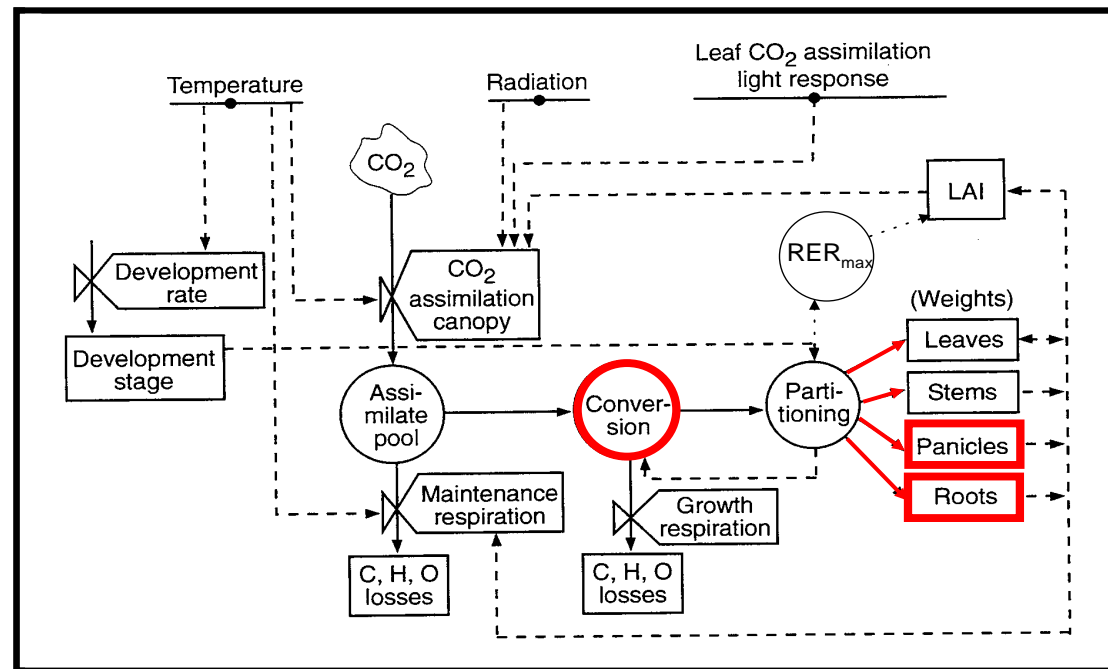 Temperature
Radiation
Leaf CO2 assimilation
light response
CO2
LAI
RERmax
Development
rate
CO2
assimilation
canopy
(Weights)
Leaves
Development
stage
Assi-
milate
pool
Conver-
sion
Parti-
tioning
Stems
Panicles
Roots
Maintenance
respiration
Growth
respiration
C, H, O
losses
C, H, O
losses